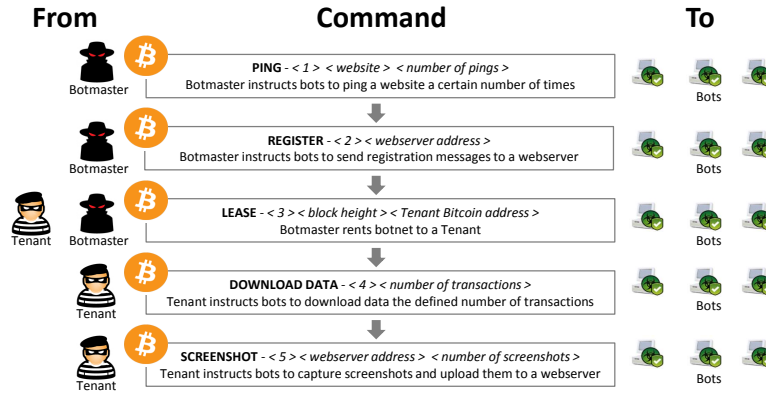 From Command To
PING - < 1 > < website > < number of pings >
Botmaster instructs bots to ping a website a certain number of times
Botmaster
Bots
REGISTER - < 2 > < webserver address >
Botmaster instructs bots to send registration messages to a webserver
Botmaster
Bots
LEASE - < 3 > < block height > < Tenant Bitcoin address >
Botmaster rents botnet to a Tenant
Tenant Botmaster
Bots
DOWNLOAD DATA - < 4 > < number of transactions >
Tenant instructs bots to download data the defined number of transactions
Tenant
Bots
SCREENSHOT - < 5 > < webserver address > < number of screenshots >
Tenant instructs bots to capture screenshots and upload them to a webserver
Tenant
Bots